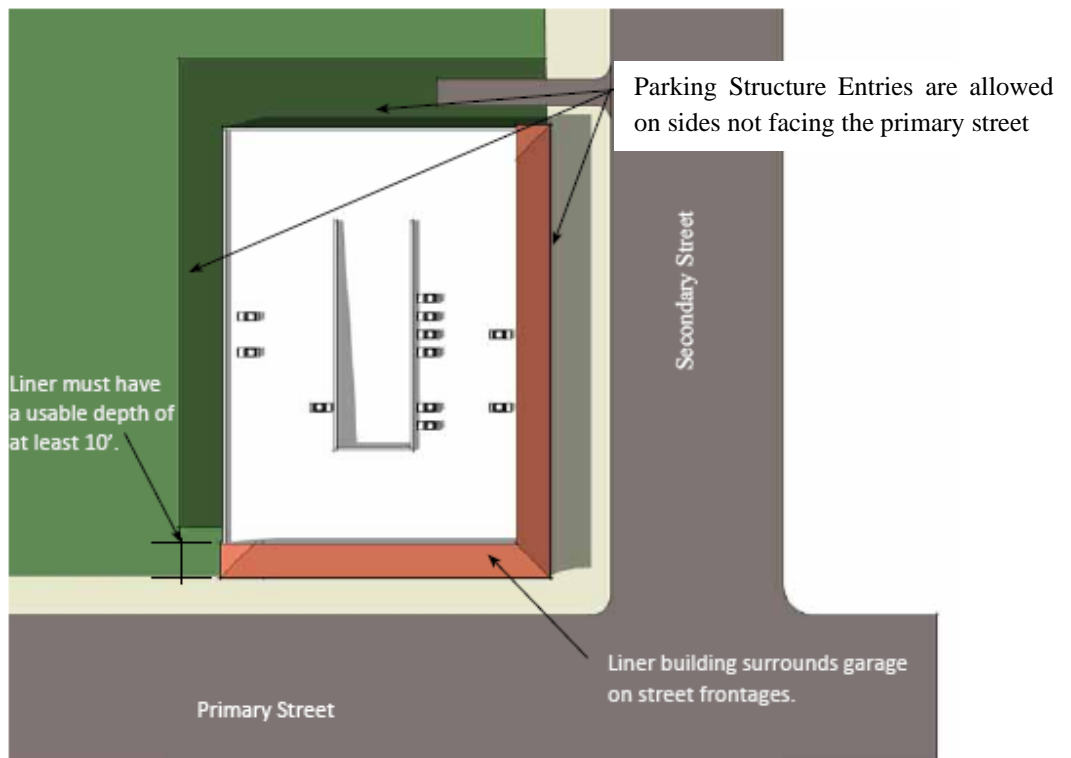 Parking Structure Entries are allowed
on sides not facing the primary street
Secondary Street
Liner must have
a usable depth of
at least 10'.
Liner building surrounds garage
on street frontages.
Primary Street